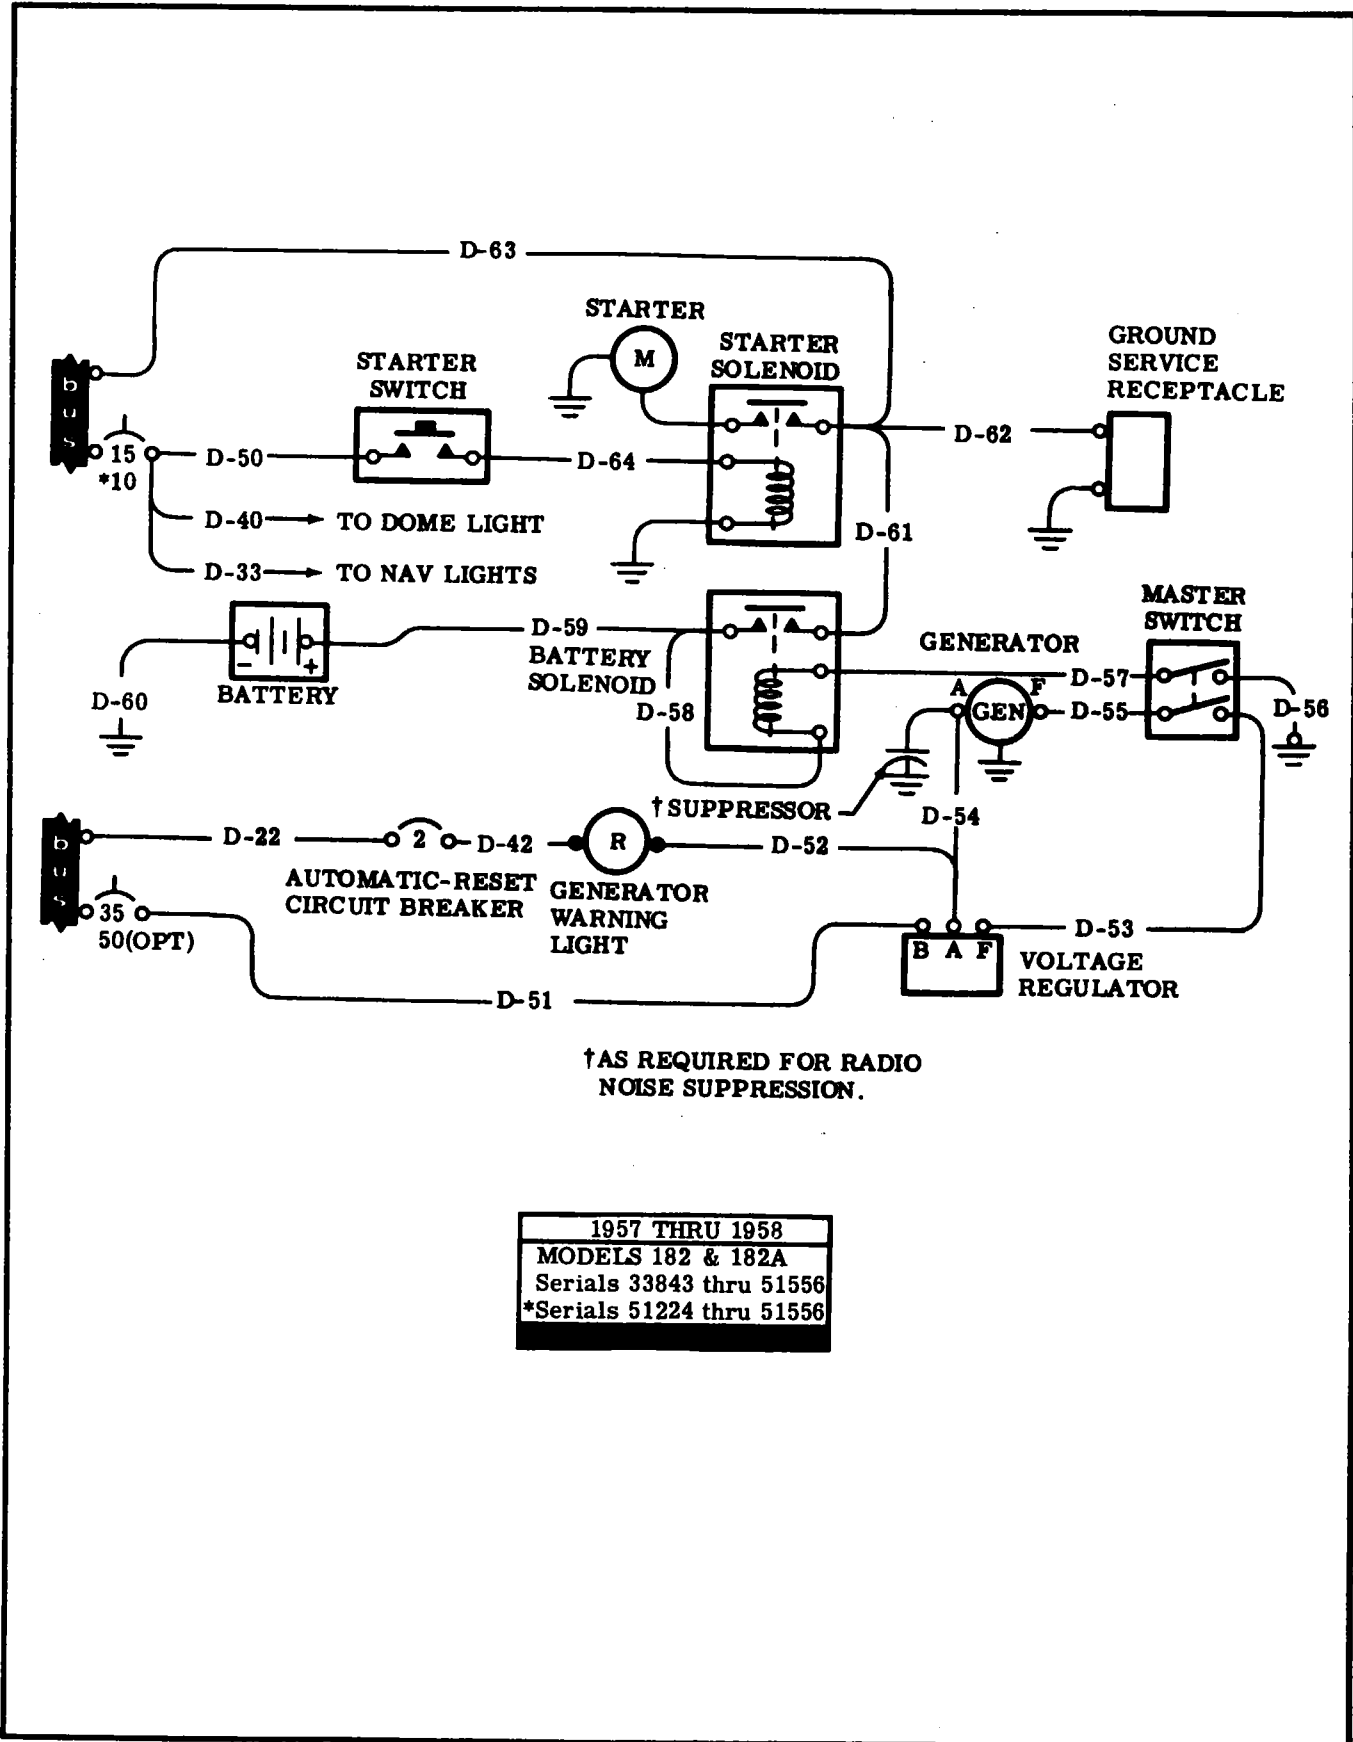 D-63
STARTER
M
STARTER
SOLENOID
STARTER
SWITCH
GROUND
SERVICE
RECEPTACLE
bus
15
*10
D-50
D-64
D-62
D-40
TO DOME LIGHT
D-61
D-33
TO NAV LIGHTS
MASTER
SWITCH
D-59
BATTERY
SOLENOID
GENERATOR
- +
BATTERY
D-60
D-58
D-57
A
F
GEN
D-55
D-56
†SUPPRESSOR
D-54
bus
D-22
2
D-42
R
D-52
AUTOMATIC-RESET
CIRCUIT BREAKER
GENERATOR
WARNING
LIGHT
35
50(OPT)
D-53
B A F
VOLTAGE
REGULATOR
D-51
†AS REQUIRED FOR RADIO
NOISE SUPPRESSION.
1957 THRU 1958
MODELS 182 & 182A
Serials 33843 thru 51556
*Serials 51224 thru 51556